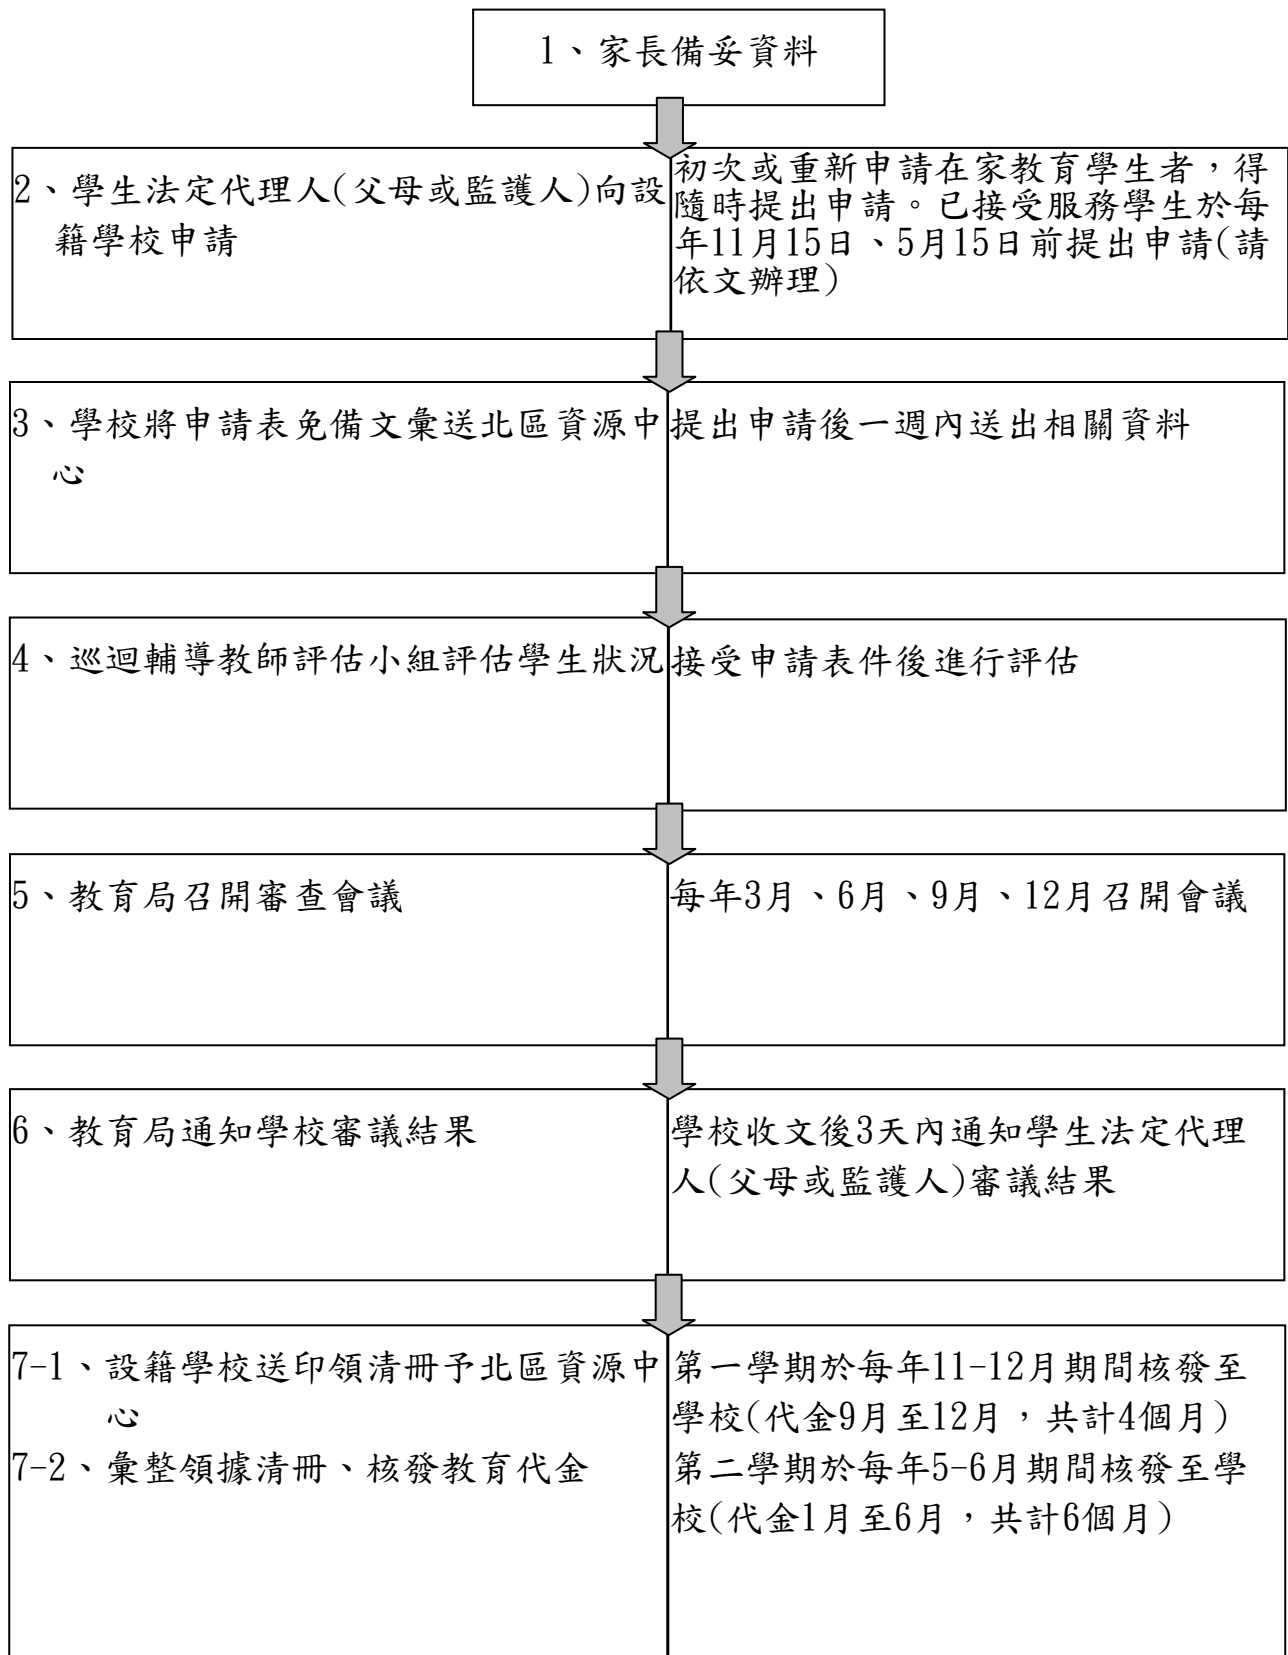 1、家長備妥資料
2、學生法定代理人(父母或監護人)向設
籍學校申請
初次或重新申請在家教育學生者，得
隨時提出申請。已接受服務學生於每
年11月15日、5月15日前提出申請(請
依文辦理)
3、學校將申請表免備文彙送北區資源中
心
提出申請後一週內送出相關資料
4、巡迴輔導教師評估小組評估學生狀況
接受申請表件後進行評估
5、教育局召開審查會議
每年3月、6月、9月、12月召開會議
6、教育局通知學校審議結果
學校收文後3天內通知學生法定代理
人(父母或監護人)審議結果
7-1、設籍學校送印領清冊予北區資源中
心
7-2、彙整領據清冊、核發教育代金
第一學期於每年11-12月期間核發至
學校(代金9月至12月，共計4個月)
第二學期於每年5-6月期間核發至學
校(代金1月至6月，共計6個月)